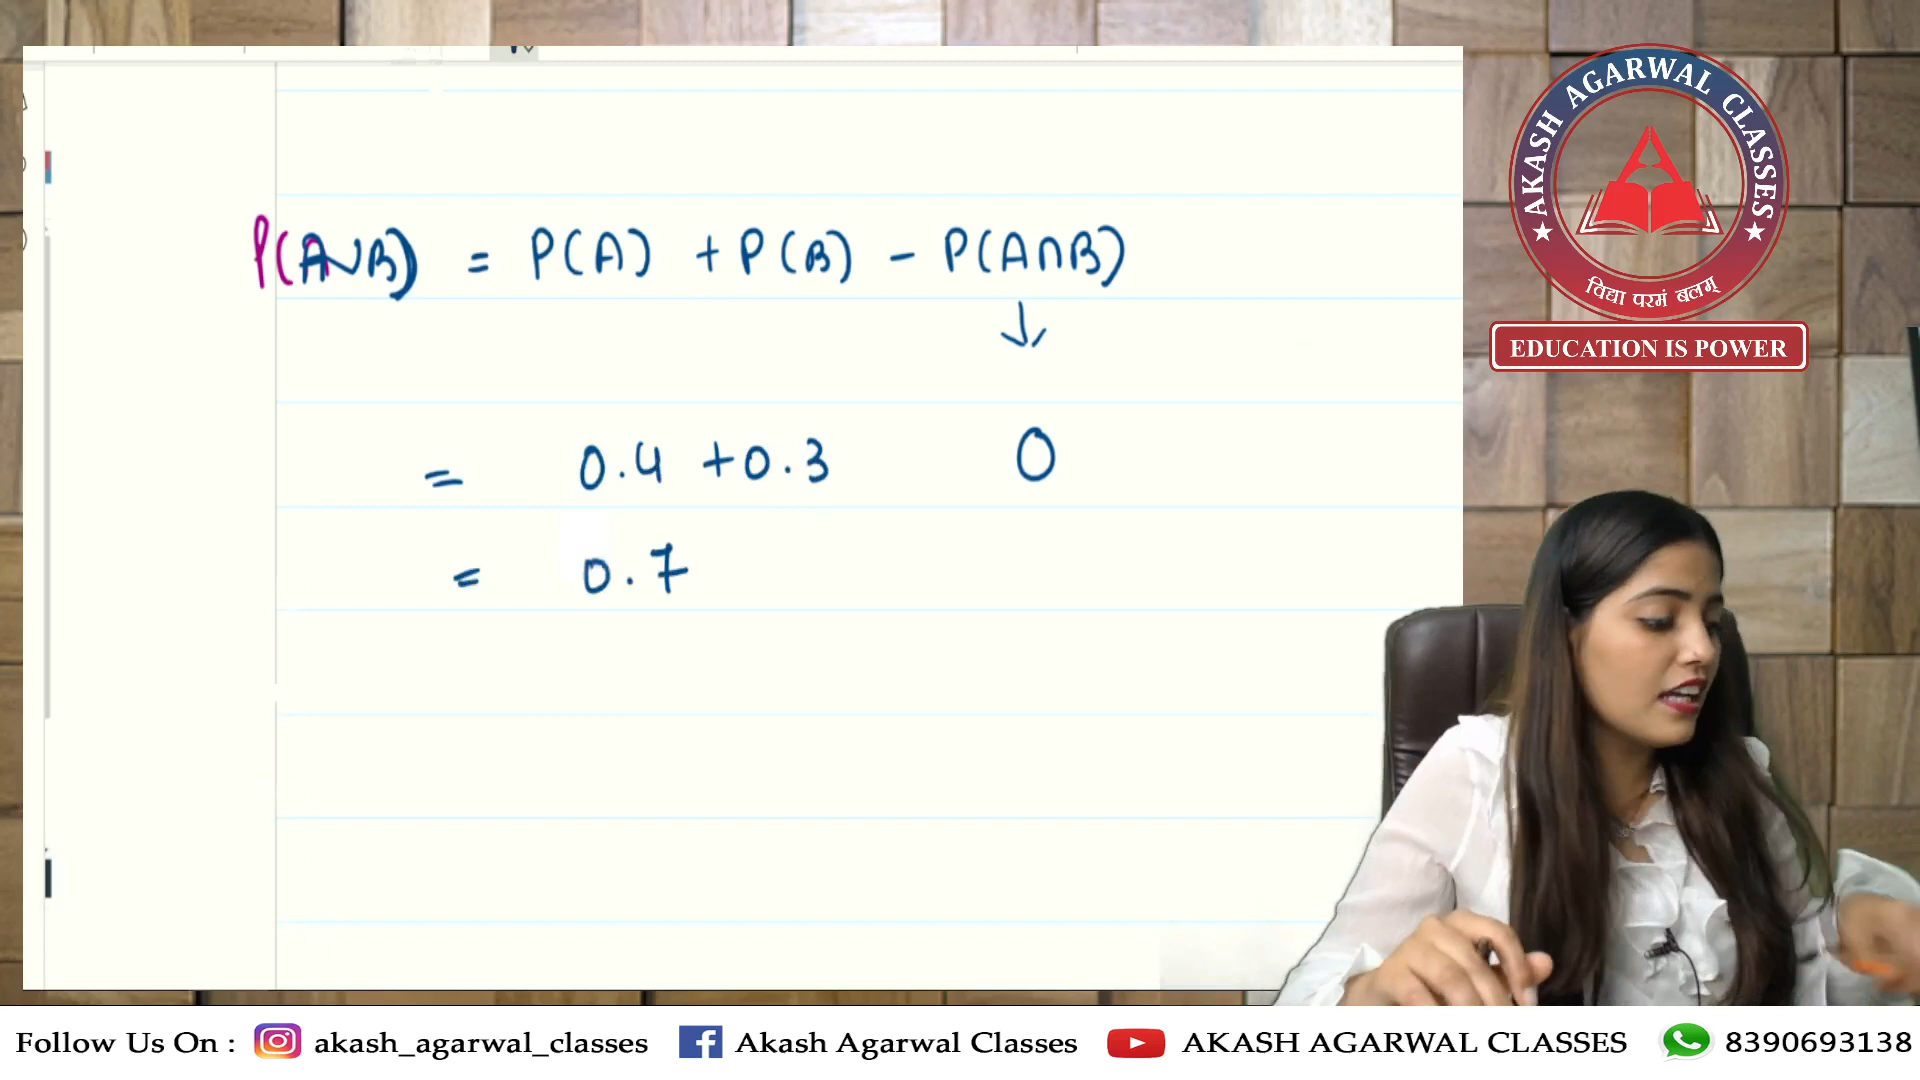 P(A∪B) = P(A) + P(B) - P(A∩B)
↓
= 0.4 + 0.3 0
= 0.7
★ AKASH AGARWAL CLASSES ★
विद्या परमं बलम्
EDUCATION IS POWER
Follow Us On : akash_agarwal_classes Akash Agarwal Classes AKASH AGARWAL CLASSES 8390693138